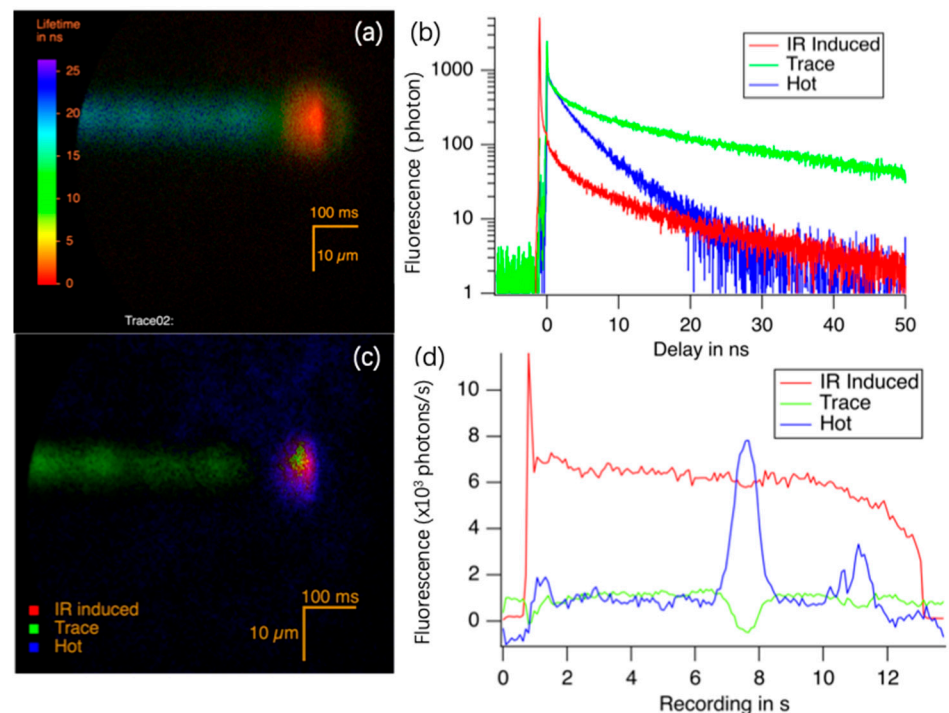 (a)
Lifetime
in ns
25
20
15
10
5
0
100 ms
10 µm
Trace02:
(b)
Fluorescence ( photon)
1000
100
10
1
IR Induced
Trace
Hot
0
10
20
30
40
50
Delay in ns
(c)
IR induced
Trace
Hot
100 ms
10 µm
(d)
Fluorescence (x10³ photons/s)
10
8
6
4
2
0
IR Induced
Trace
Hot
0
2
4
6
8
10
12
Recording in s